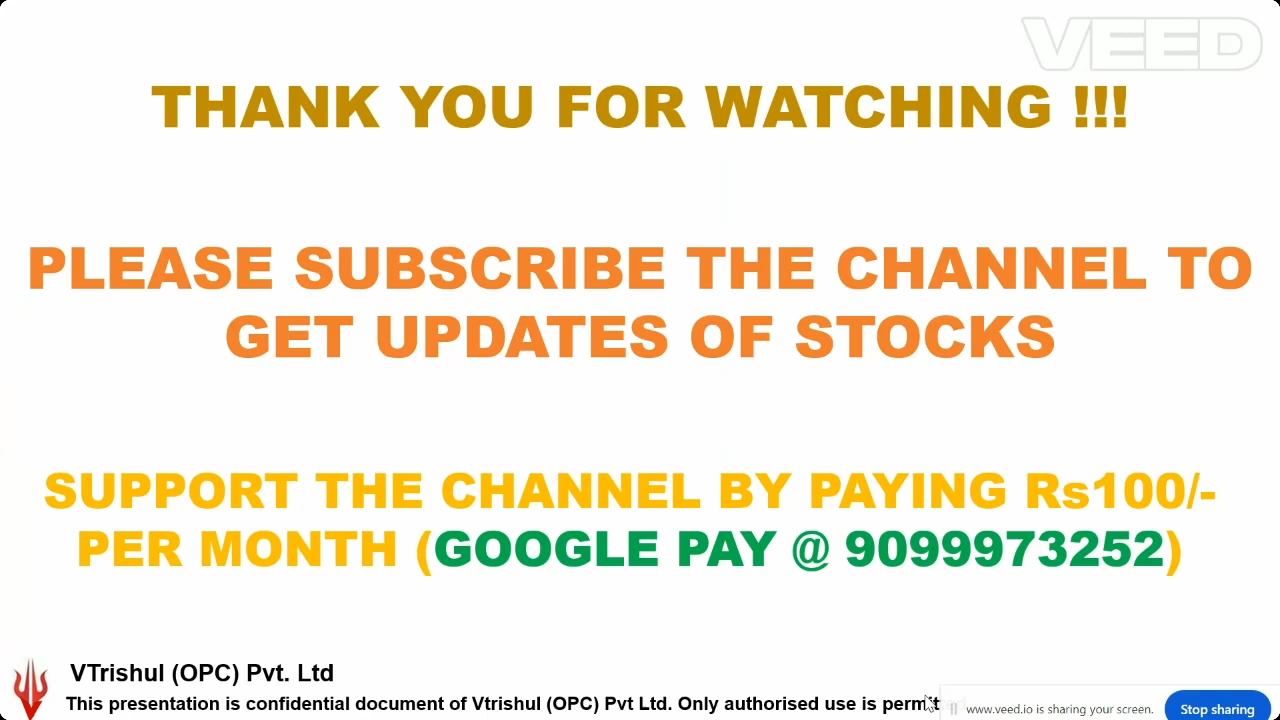 VEED
THANK YOU FOR WATCHING !!!
PLEASE SUBSCRIBE THE CHANNEL TO
GET UPDATES OF STOCKS
SUPPORT THE CHANNEL BY PAYING Rs100/-
PER MONTH (GOOGLE PAY @ 9099973252)
VTrishul (OPC) Pvt. Ltd
This presentation is confidential document of Vtrishul (OPC) Pvt Ltd. Only authorised use is
www.veed.io is sharing your screen.
Stop sharing